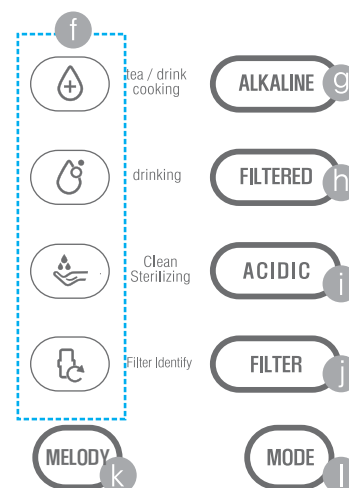 f
tea / drink
cooking
ALKALINE g
drinking
FILTERED h
Clean
Sterilizing
ACIDIC i
Filter Identify
FILTER j
MELODY k
MODE l